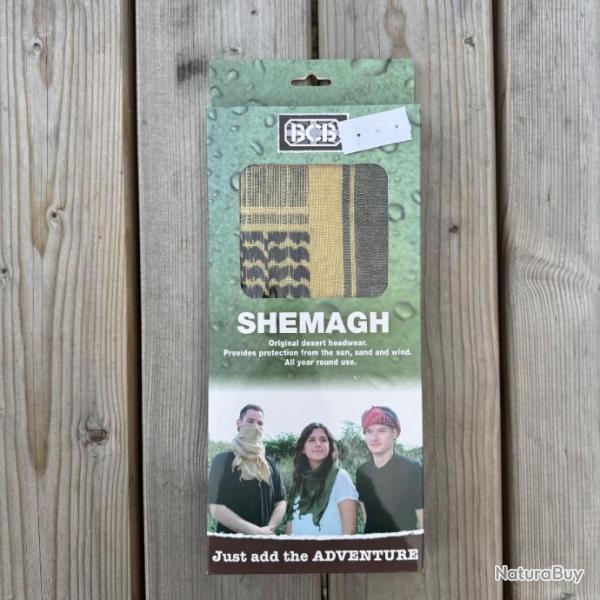 BCB
SHEMAGH
Original desert headwear.
Provides protection from the sun, sand and wind.
All year round use.
Just add the ADVENTURE
NaturaBuy